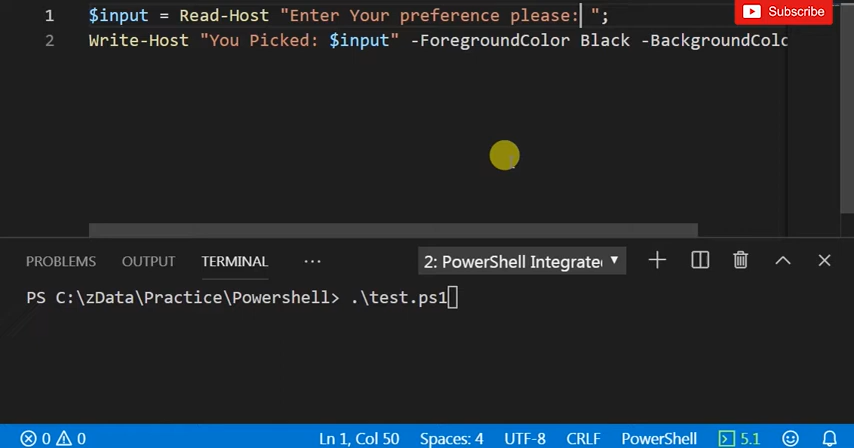 1 $input = Read-Host "Enter Your preference please: ";
Subscribe
2 Write-Host "You Picked: $input" -ForegroundColor Black -BackgroundColo
PROBLEMS OUTPUT TERMINAL ··· 2: PowerShell Integrate
PS C:\zData\Practice\Powershell> .\test.ps1
0 0 Ln 1, Col 50 Spaces: 4 UTF-8 CRLF PowerShell 5.1